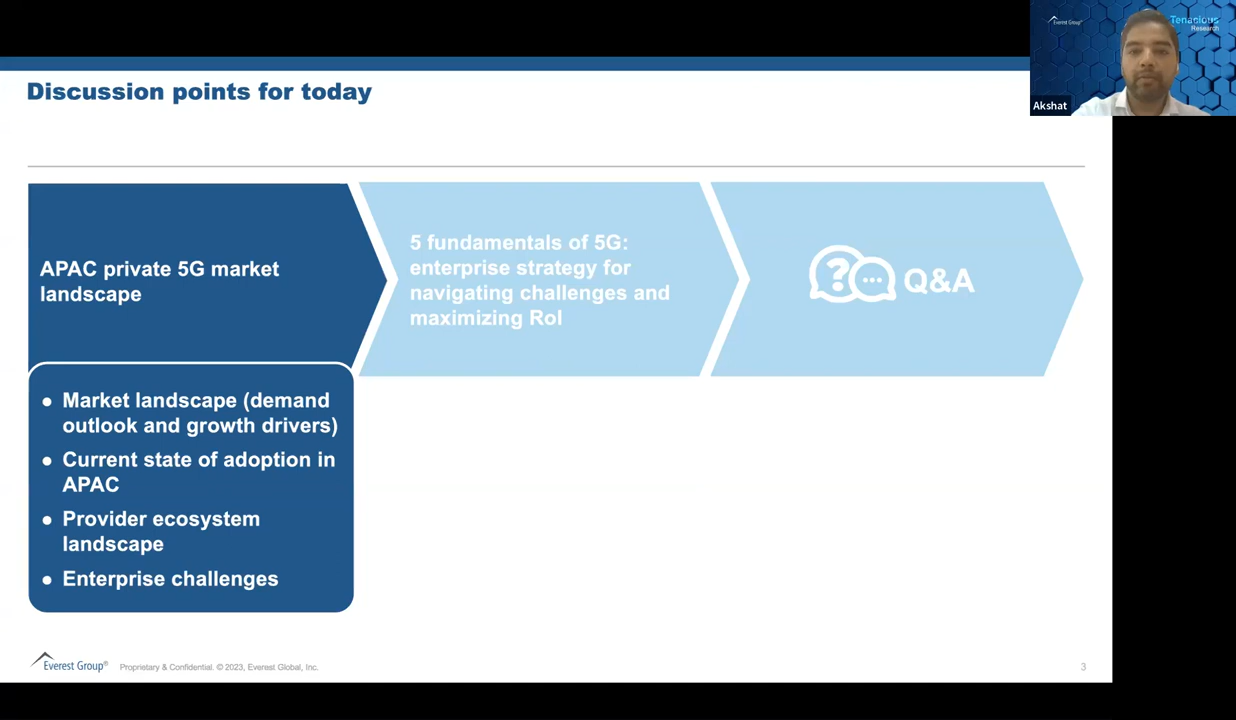 Everest Group®
Tenacious
Research
Akshat
Discussion points for today
APAC private 5G market
landscape
5 fundamentals of 5G:
enterprise strategy for
navigating challenges and
maximizing RoI
Q&A
● Market landscape (demand
outlook and growth drivers)
● Current state of adoption in
APAC
● Provider ecosystem
landscape
● Enterprise challenges
Everest Group®
Proprietary & Confidential. © 2023, Everest Global, Inc.
3